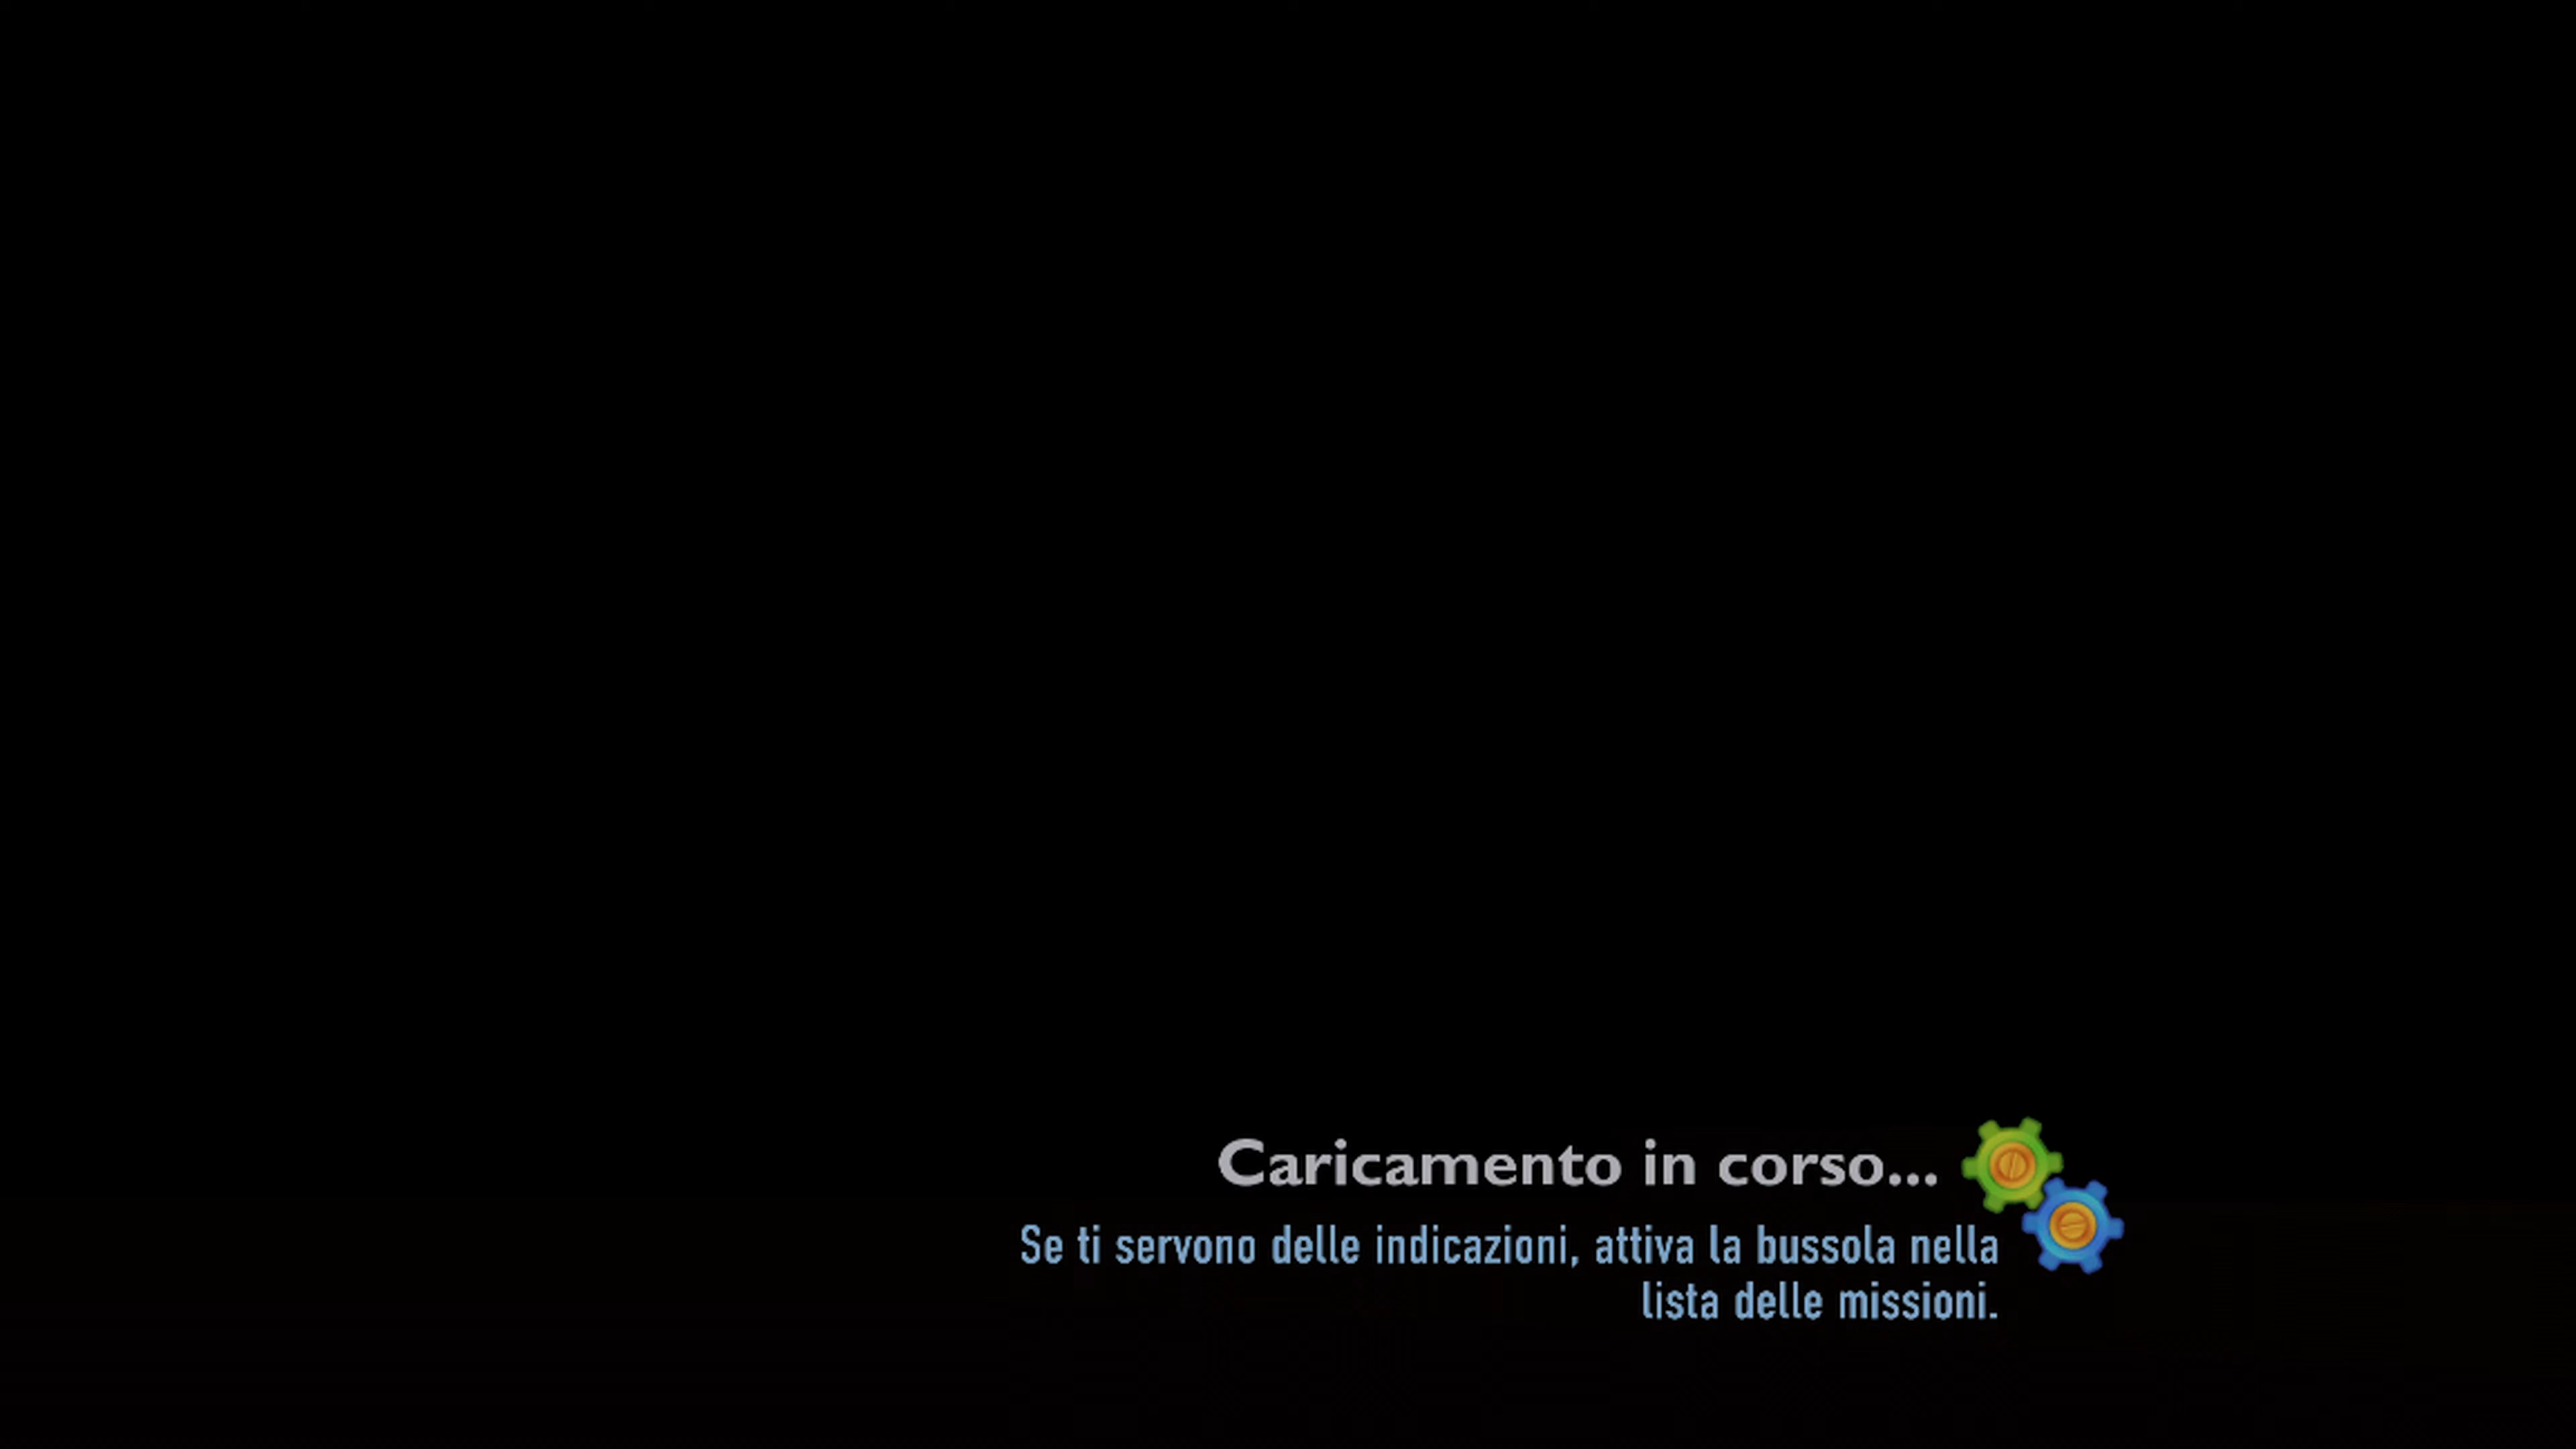 Caricamento in corso...
Se ti servono delle indicazioni, attiva la bussola nella
lista delle missioni.